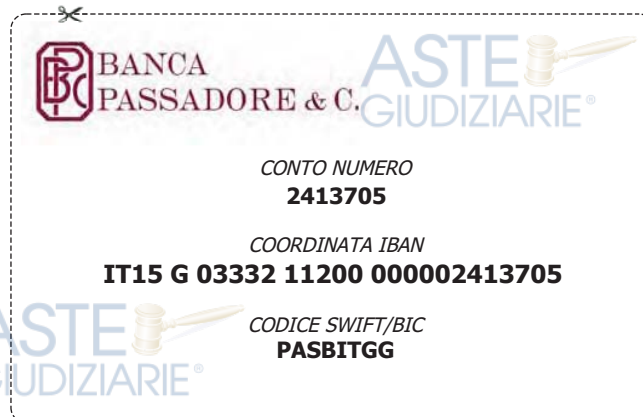 BANCA
PASSADORE & C.
ASTE
GIUDIZIARIE®
CONTO NUMERO
2413705
COORDINATA IBAN
IT15 G 03332 11200 000002413705
CODICE SWIFT/BIC
PASBITGG
ASTE
GIUDIZIARIE®